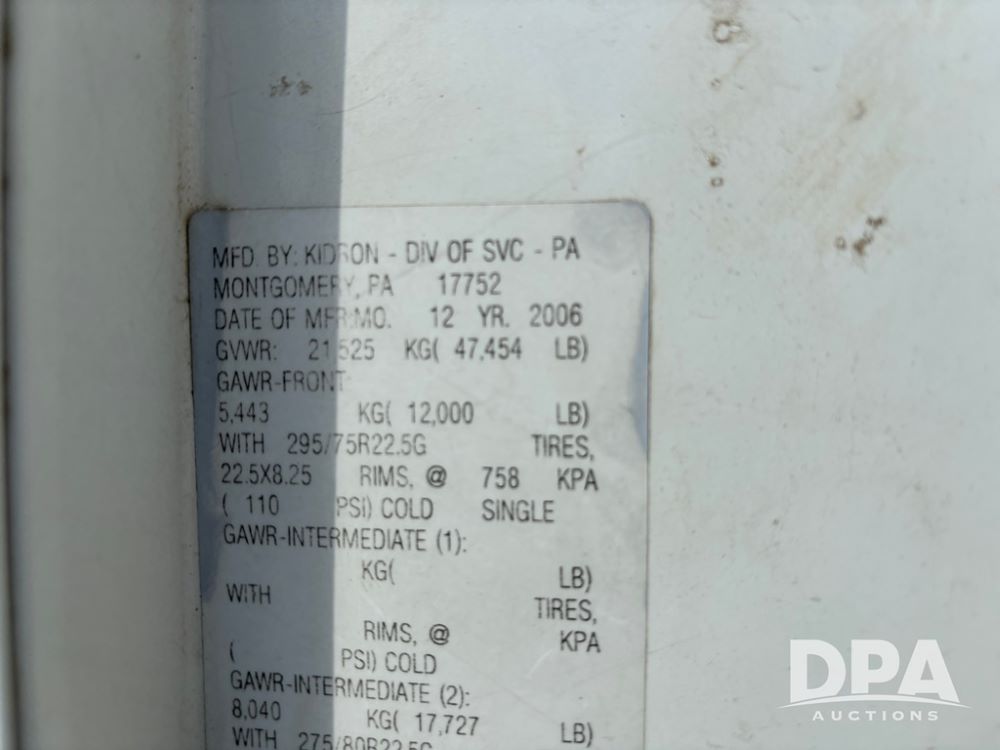 MFD. BY: KIDRON - DIV OF SVC - PA
MONTGOMERY, PA 17752
DATE OF MFR:MO. 12 YR. 2006
GVWR: 21,525 KG( 47,454 LB)
GAWR-FRONT:
5,443 KG( 12,000 LB)
WITH 295/75R22.5G TIRES,
22.5X8.25 RIMS, @ 758 KPA
( 110 PSI) COLD SINGLE
GAWR-INTERMEDIATE (1):
KG( LB)
WITH TIRES,
RIMS, @ KPA
( PSI) COLD
GAWR-INTERMEDIATE (2):
8,040 KG( 17,727 LB)
WITH 275/80R22.5G
DPA
AUCTIONS